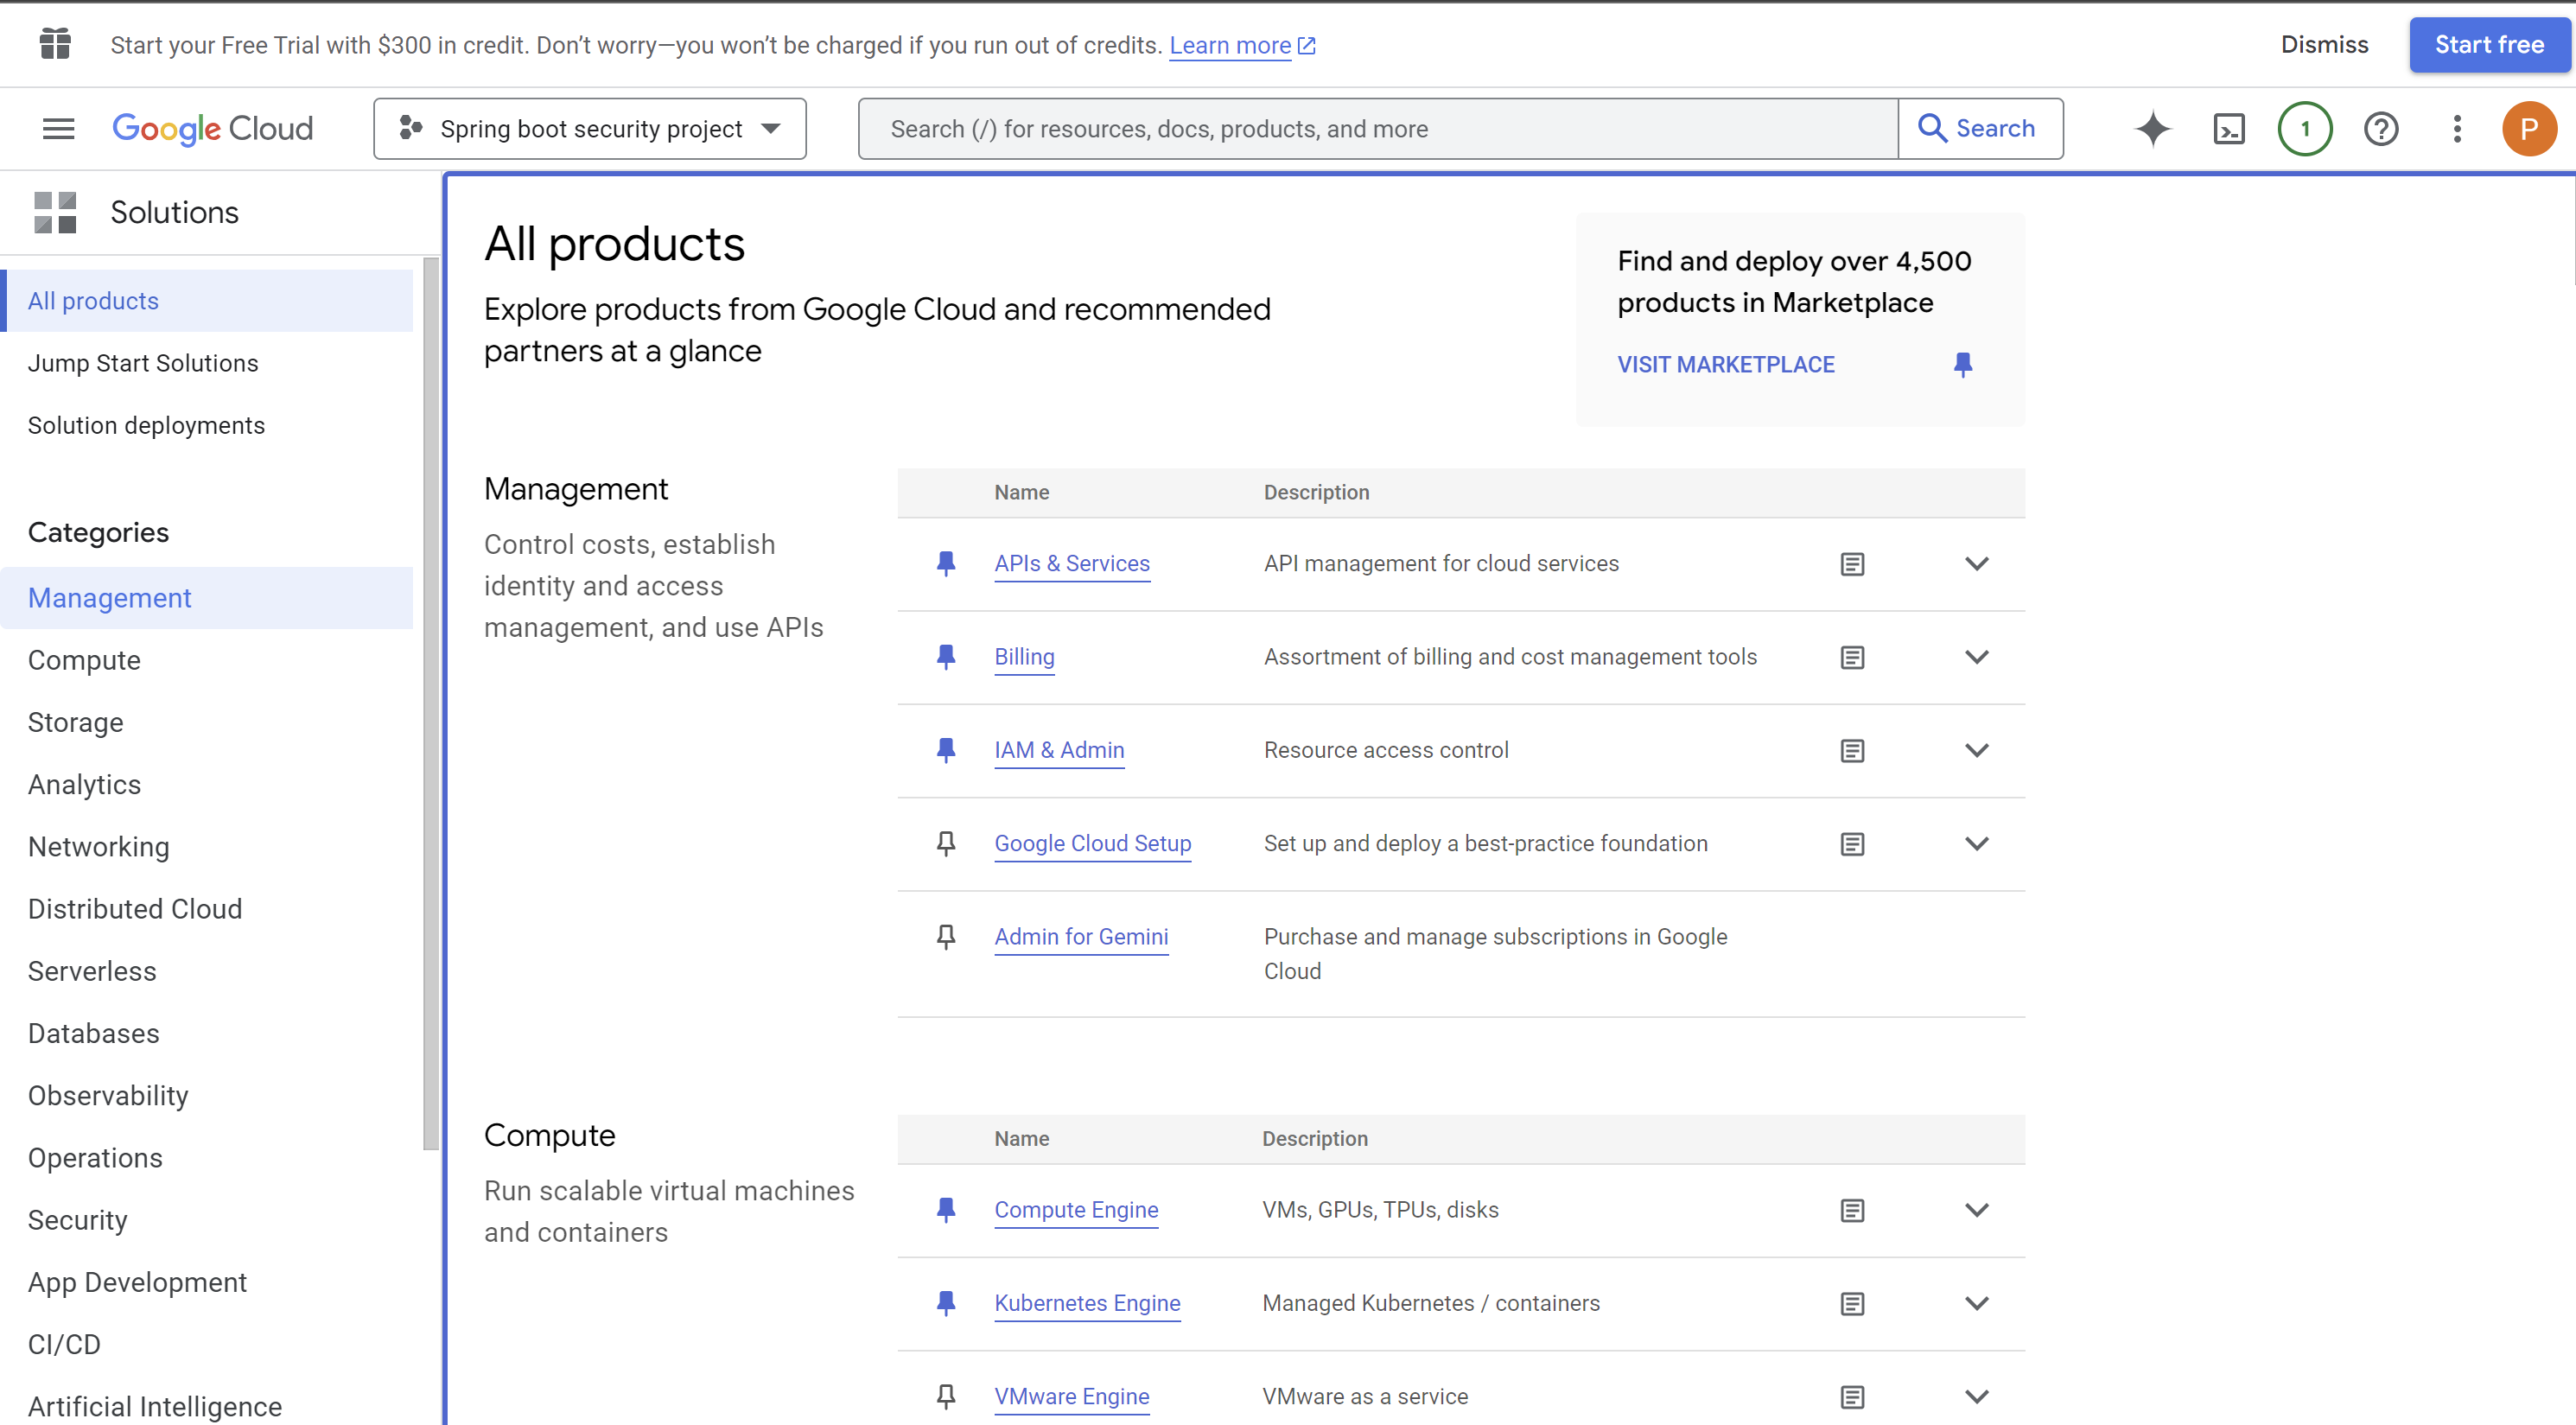 Start your Free Trial with $300 in credit. Don’t worry—you won’t be charged if you run out of credits. Learn more
Dismiss
Start free
Google Cloud
Spring boot security project
Search (/) for resources, docs, products, and more
Search
1
P
Solutions
All products
Jump Start Solutions
Solution deployments
Categories
Management
Compute
Storage
Analytics
Networking
Distributed Cloud
Serverless
Databases
Observability
Operations
Security
App Development
CI/CD
Artificial Intelligence
All products
Explore products from Google Cloud and recommended
partners at a glance
Find and deploy over 4,500
products in Marketplace
VISIT MARKETPLACE
Management
Control costs, establish
identity and access
management, and use APIs
Name Description
APIs & Services API management for cloud services
Billing Assortment of billing and cost management tools
IAM & Admin Resource access control
Google Cloud Setup Set up and deploy a best-practice foundation
Admin for Gemini Purchase and manage subscriptions in Google
Cloud
Compute
Run scalable virtual machines
and containers
Name Description
Compute Engine VMs, GPUs, TPUs, disks
Kubernetes Engine Managed Kubernetes / containers
VMware Engine VMware as a service